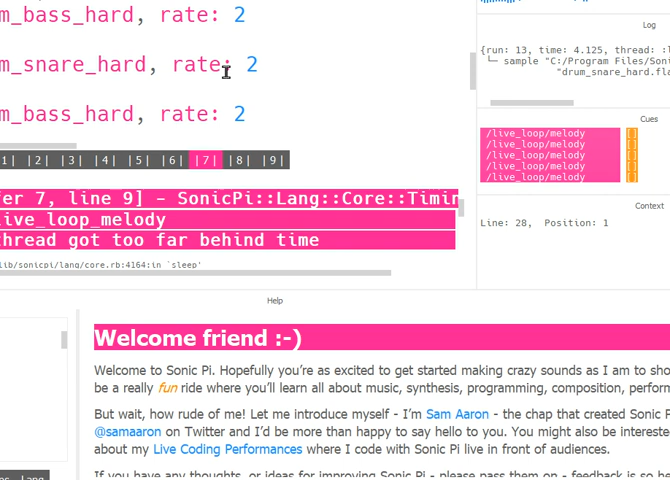 m_bass_hard, rate: 2
m_snare_hard, rate: 2
m_bass_hard, rate: 2
1| |2| |3| |4| |5| |6| |7| |8| |9|
fer 7, line 9] - SonicPi::Lang::Core::Timin
live_loop_melody
thread got too far behind time
lib/sonicpi/lang/core.rb:4164:in `sleep'
Log
{run: 13, time: 4.125, thread: :l
└─ sample "C:/Program Files/Soni
"drum_snare_hard.fla
Cues
/live_loop/melody []
/live_loop/melody []
/live_loop/melody []
/live_loop/melody []
/live_loop/melody []
Context
Line: 28, Position: 1
Help
Welcome friend :-)
Welcome to Sonic Pi. Hopefully you're as excited to get started making crazy sounds as I am to sho
be a really fun ride where you'll learn all about music, synthesis, programming, composition, perform
But wait, how rude of me! Let me introduce myself - I'm Sam Aaron - the chap that created Sonic P
@samaaron on Twitter and I'd be more than happy to say hello to you. You might also be intereste
about my Live Coding Performances where I code with Sonic Pi live in front of audiences.
If you have any thoughts, or ideas for improving Sonic Pi - please pass them on - feedback is so he